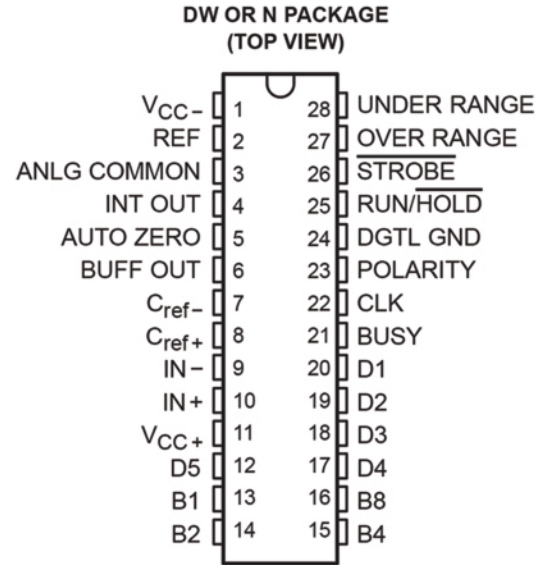 DW OR N PACKAGE
(TOP VIEW)
VCC− 1 28 UNDER RANGE
REF 2 27 OVER RANGE
ANLG COMMON 3 26 STROBE
INT OUT 4 25 RUN/HOLD
AUTO ZERO 5 24 DGTL GND
BUFF OUT 6 23 POLARITY
Cref− 7 22 CLK
Cref+ 8 21 BUSY
IN− 9 20 D1
IN+ 10 19 D2
VCC+ 11 18 D3
D5 12 17 D4
B1 13 16 B8
B2 14 15 B4